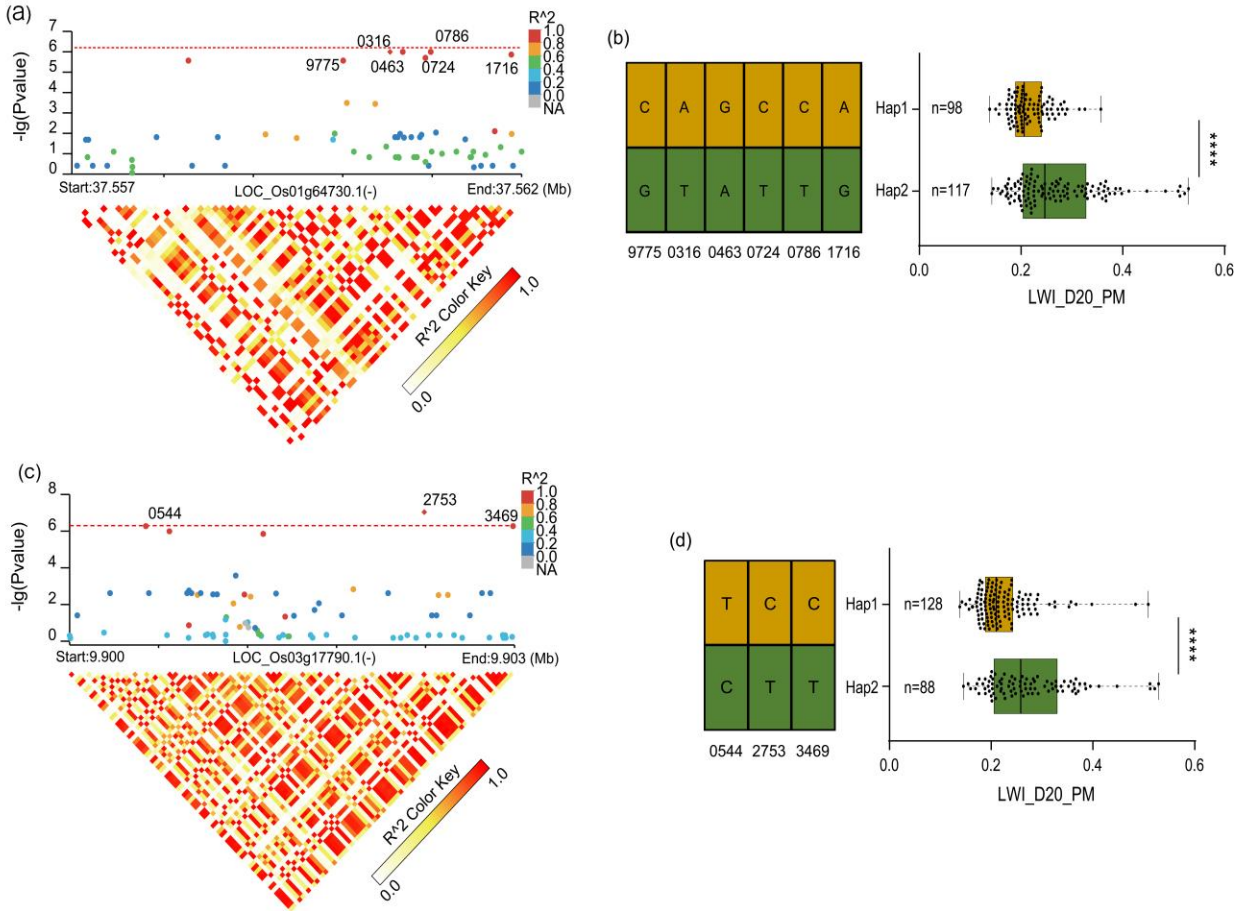 (a)
R^2
1.0
0.8
0.6
0.4
0.2
0.0
NA
-lg(Pvalue)
7
6
5
4
3
2
1
0
0316
0786
9775
0463
0724
1716
Start:37.557
LOC_Os01g64730.1(-)
End:37.562 (Mb)
R^2 Color Key
0.0
1.0
(b)
C A G C C A
G T A T T G
9775 0316 0463 0724 0786 1716
Hap1
n=98
Hap2
n=117
****
0.0 0.2 0.4 0.6
LWI_D20_PM
(c)
R^2
1.0
0.8
0.6
0.4
0.2
0.0
NA
-lg(Pvalue)
8
6
4
2
0
0544
2753
3469
Start:9.900
LOC_Os03g17790.1(-)
End:9.903 (Mb)
R^2 Color Key
0.0
1.0
(d)
T C C
C T T
0544 2753 3469
Hap1
n=128
Hap2
n=88
****
0.0 0.2 0.4 0.6
LWI_D20_PM